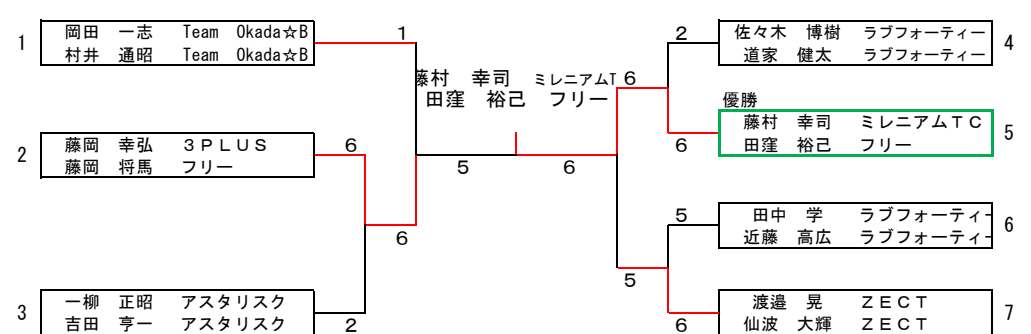 1
岡田　一志　Team　Okada☆B
村井　通昭　Team　Okada☆B
2
藤岡　幸弘　３ＰＬＵＳ
藤岡　将馬　フリー
3
一柳　正昭　アスタリスク
吉田　亨一　アスタリスク
1
6
6
2
藤村　幸司　ミレニアムT
田窪　裕己　フリー
5
6
2
6
6
5
5
6
佐々木　博樹　ラブフォーティー
道家　健太　ラブフォーティー
4
優勝
藤村　幸司　ミレニアムＴＣ
田窪　裕己　フリー
5
田中　学　ラブフォーティー
近藤　高広　ラブフォーティー
6
渡邉　晃　ＺＥＣＴ
仙波　大輝　ＺＥＣＴ
7